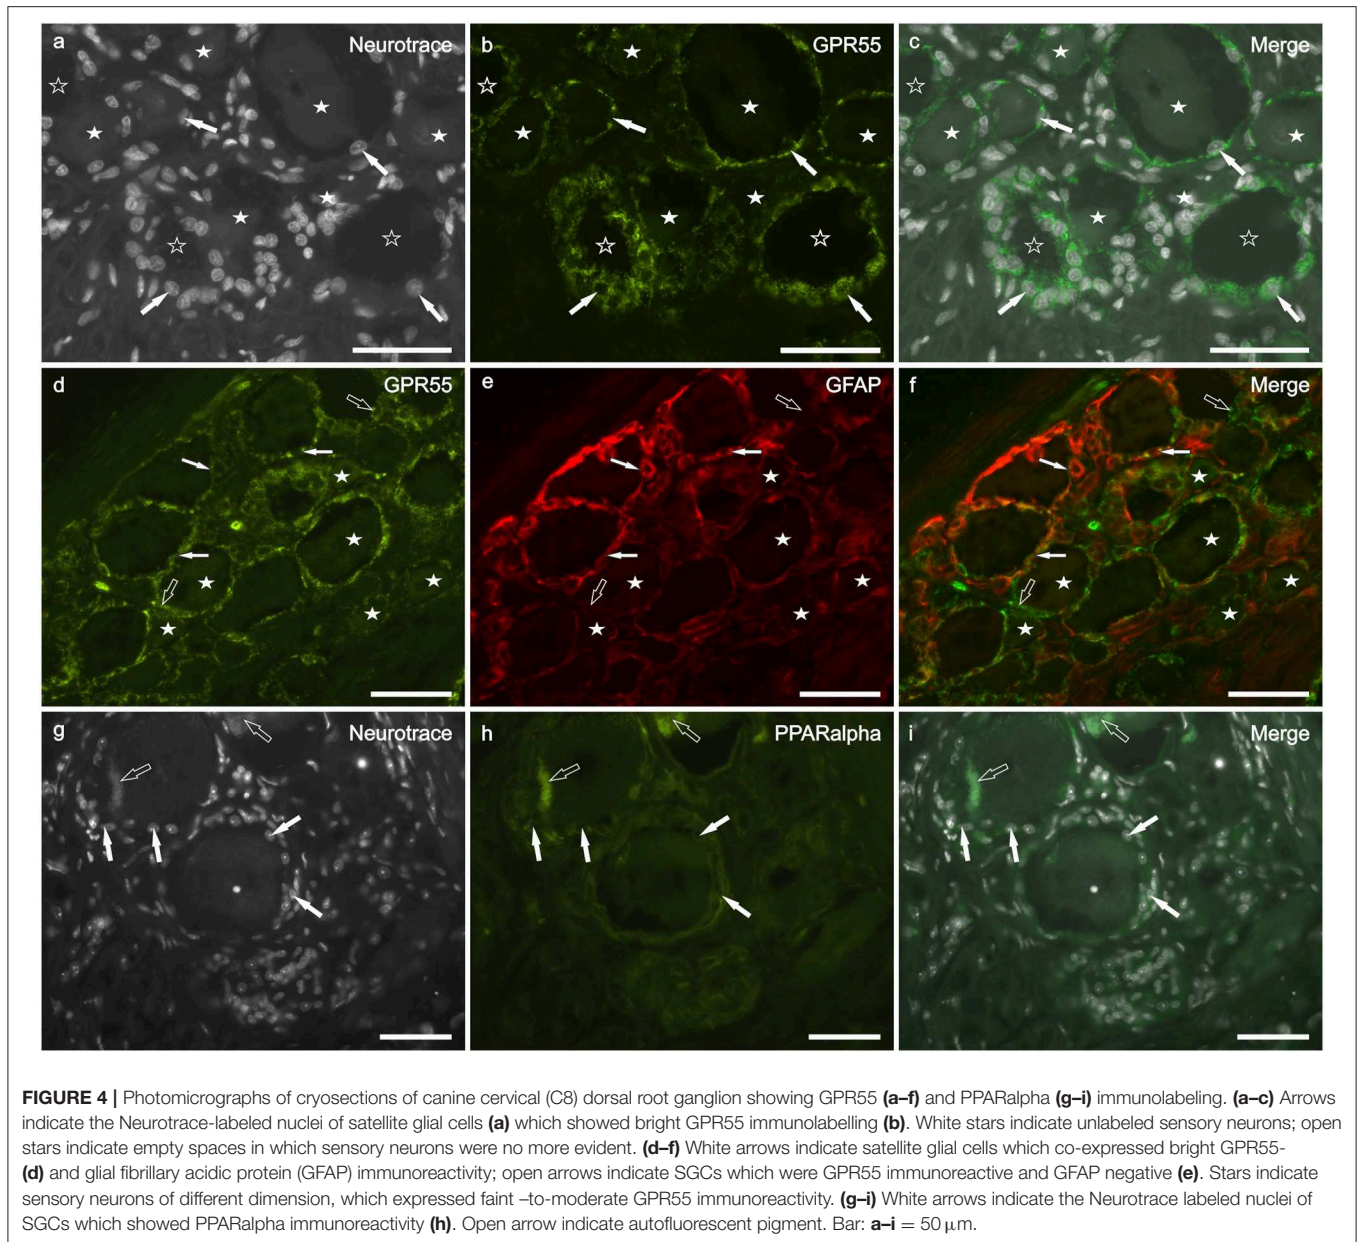 a Neurotrace
b GPR55
c Merge
d GPR55
e GFAP
f Merge
g Neurotrace
h PPARalpha
i Merge
FIGURE 4 | Photomicrographs of cryosections of canine cervical (C8) dorsal root ganglion showing GPR55 (a–f) and PPARalpha (g–i) immunolabeling. (a–c) Arrows
indicate the Neurotrace-labeled nuclei of satellite glial cells (a) which showed bright GPR55 immunolabelling (b). White stars indicate unlabeled sensory neurons; open
stars indicate empty spaces in which sensory neurons were no more evident. (d–f) White arrows indicate satellite glial cells which co-expressed bright GPR55-
(d) and glial fibrillary acidic protein (GFAP) immunoreactivity; open arrows indicate SGCs which were GPR55 immunoreactive and GFAP negative (e). Stars indicate
sensory neurons of different dimension, which expressed faint –to-moderate GPR55 immunoreactivity. (g–i) White arrows indicate the Neurotrace labeled nuclei of
SGCs which showed PPARalpha immunoreactivity (h). Open arrow indicate autofluorescent pigment. Bar: a–i = 50 μm.